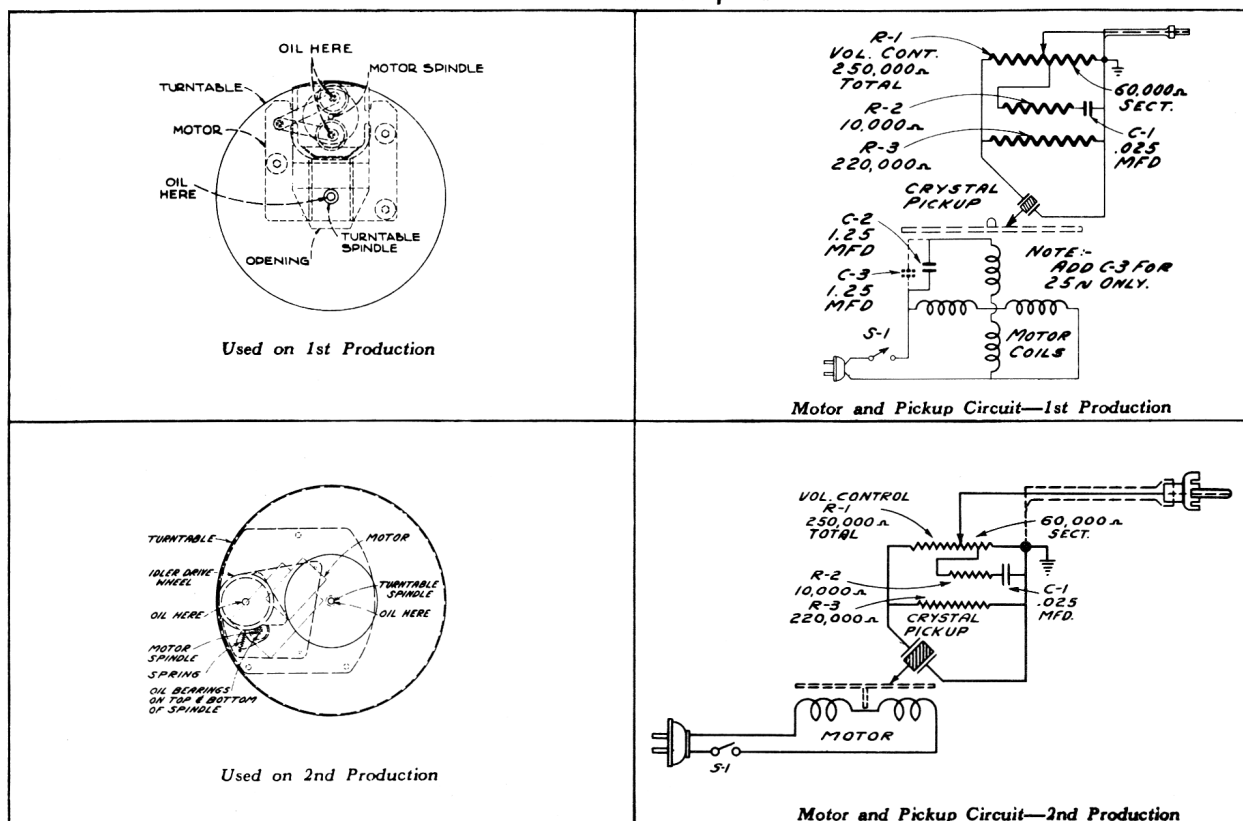 OIL HERE
MOTOR SPINDLE
TURNTABLE
MOTOR
OIL
HERE
TURNTABLE
SPINDLE
OPENING
Used on 1st Production
R-1
VOL. CONT.
250,000Ω
TOTAL
60,000Ω
SECT.
R-2
10,000Ω
C-1
.025
MFD
R-3
220,000Ω
CRYSTAL
PICKUP
C-2
1.25
MFD
C-3
1.25
MFD
NOTE:-
ADD C-3 FOR
25~ ONLY.
S-1
MOTOR
COILS
Motor and Pickup Circuit—1st Production
TURNTABLE
MOTOR
IDLER DRIVE
WHEEL
TURNTABLE
SPINDLE
OIL HERE
OIL HERE
MOTOR
SPINDLE
SPRING
OIL BEARINGS
ON TOP & BOTTOM
OF SPINDLE
Used on 2nd Production
VOL. CONTROL
R-1
250,000Ω
TOTAL
60,000Ω
SECT.
R-2
10,000Ω
C-1
.025
MFD.
R-3
220,000Ω
CRYSTAL
PICKUP
MOTOR
S-1
Motor and Pickup Circuit—2nd Production